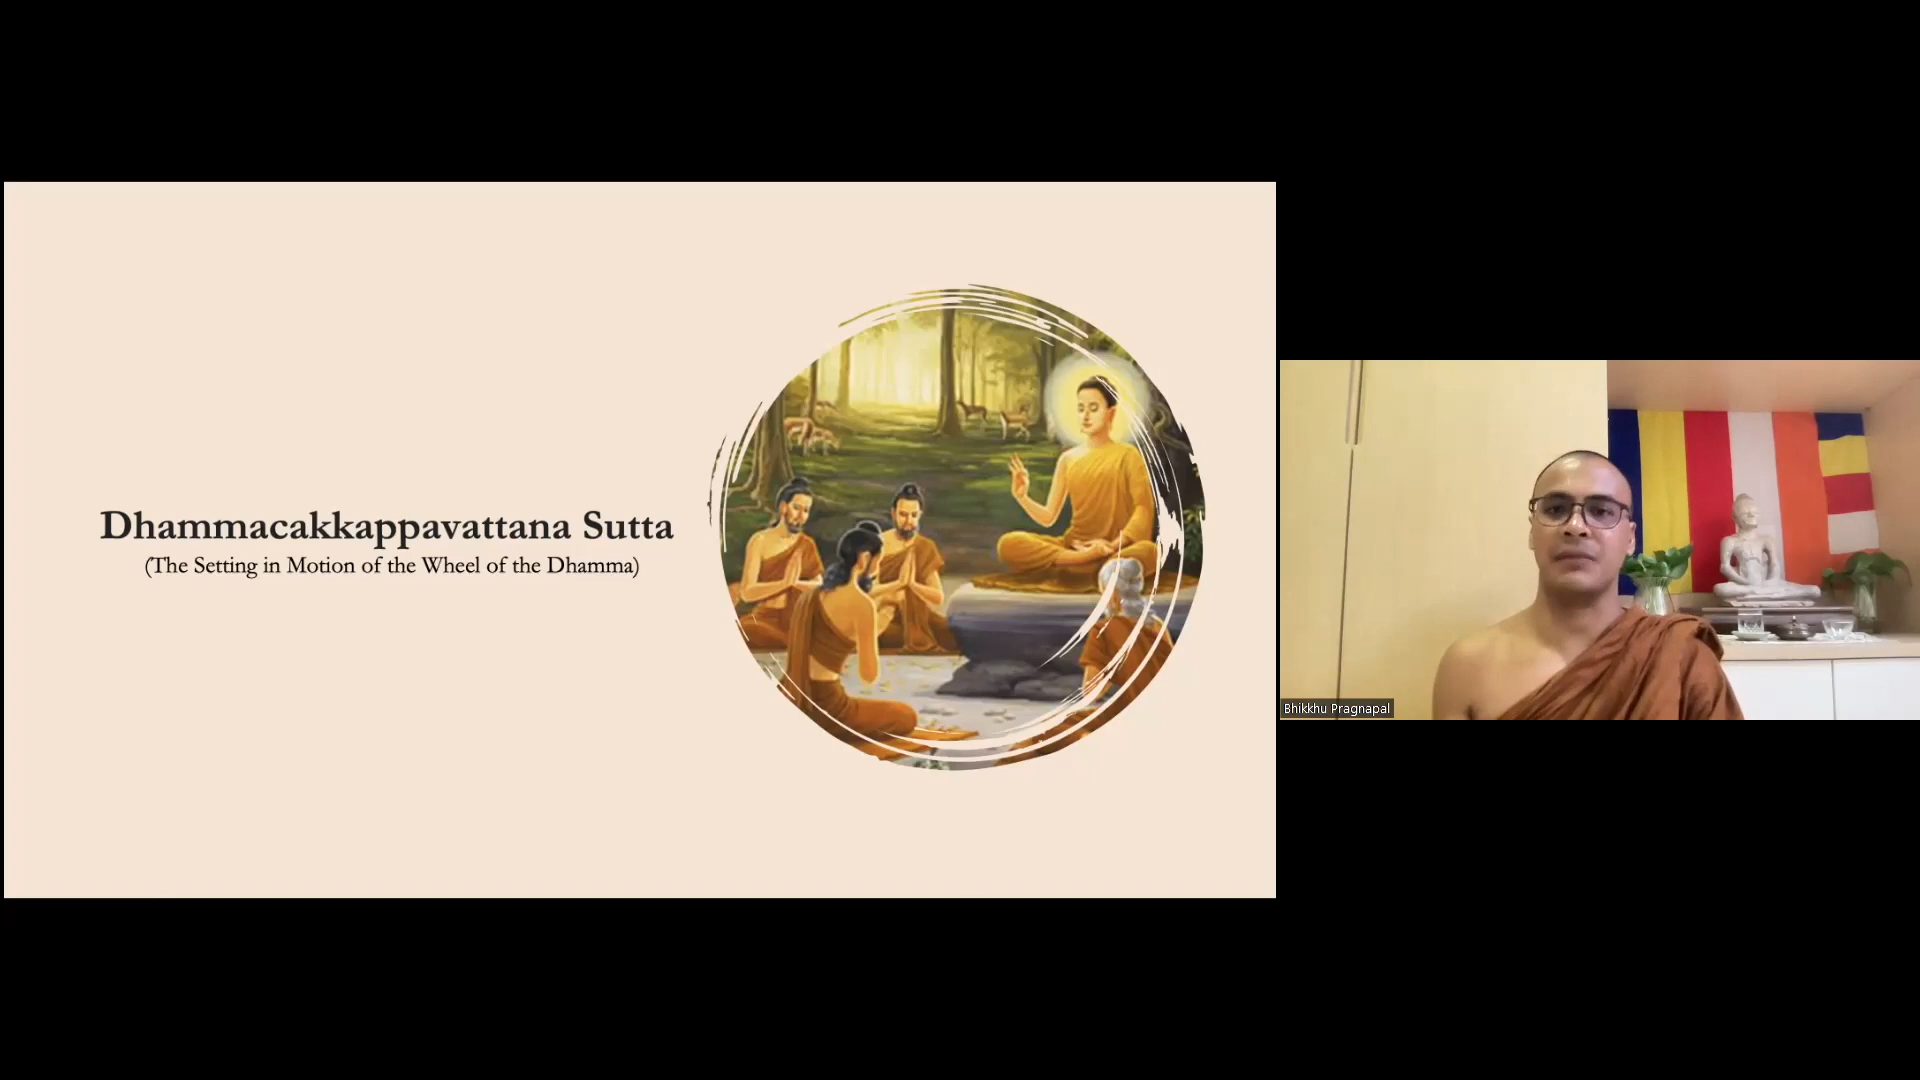 Dhammacakkappavattana Sutta
(The Setting in Motion of the Wheel of the Dhamma)
Bhikkhu Pragnapal